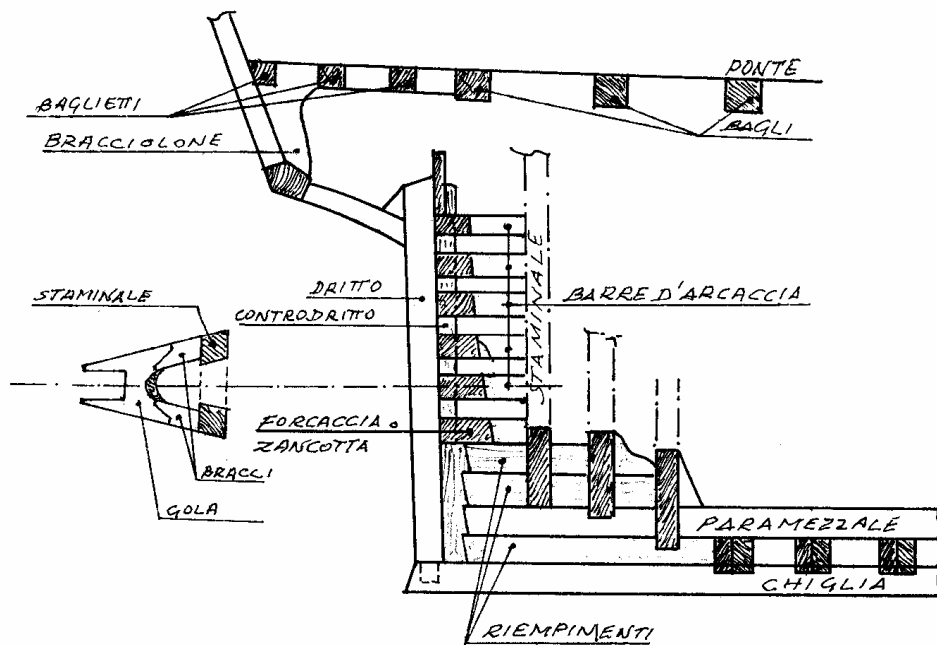 PONTE
BAGLIETTI
BAGLI
BRACCIOLONE
STAMINALE
DRITTO
STAMINALE
BARRE D'ARCACCIA
CONTRODRITTO
FORCACCIA O
ZANCOTTA
BRACCI
GOLA
PARAMEZZALE
CHIGLIA
RIEMPIMENTI